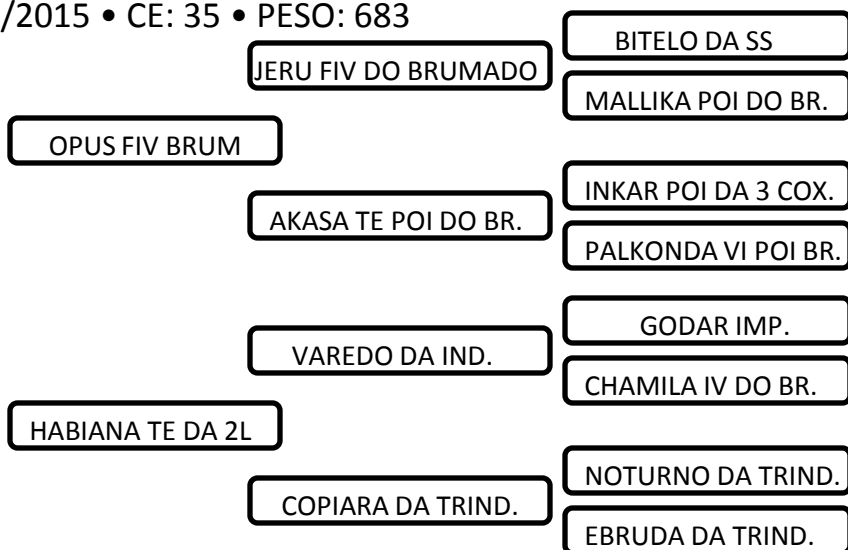 /2015 • CE: 35 • PESO: 683
BITELO DA SS
JERU FIV DO BRUMADO
MALLIKA POI DO BR.
OPUS FIV BRUM
INKAR POI DA 3 COX.
AKASA TE POI DO BR.
PALKONDA VI POI BR.
GODAR IMP.
VAREDO DA IND.
CHAMILA IV DO BR.
HABIANA TE DA 2L
NOTURNO DA TRIND.
COPIARA DA TRIND.
EBRUDA DA TRIND.